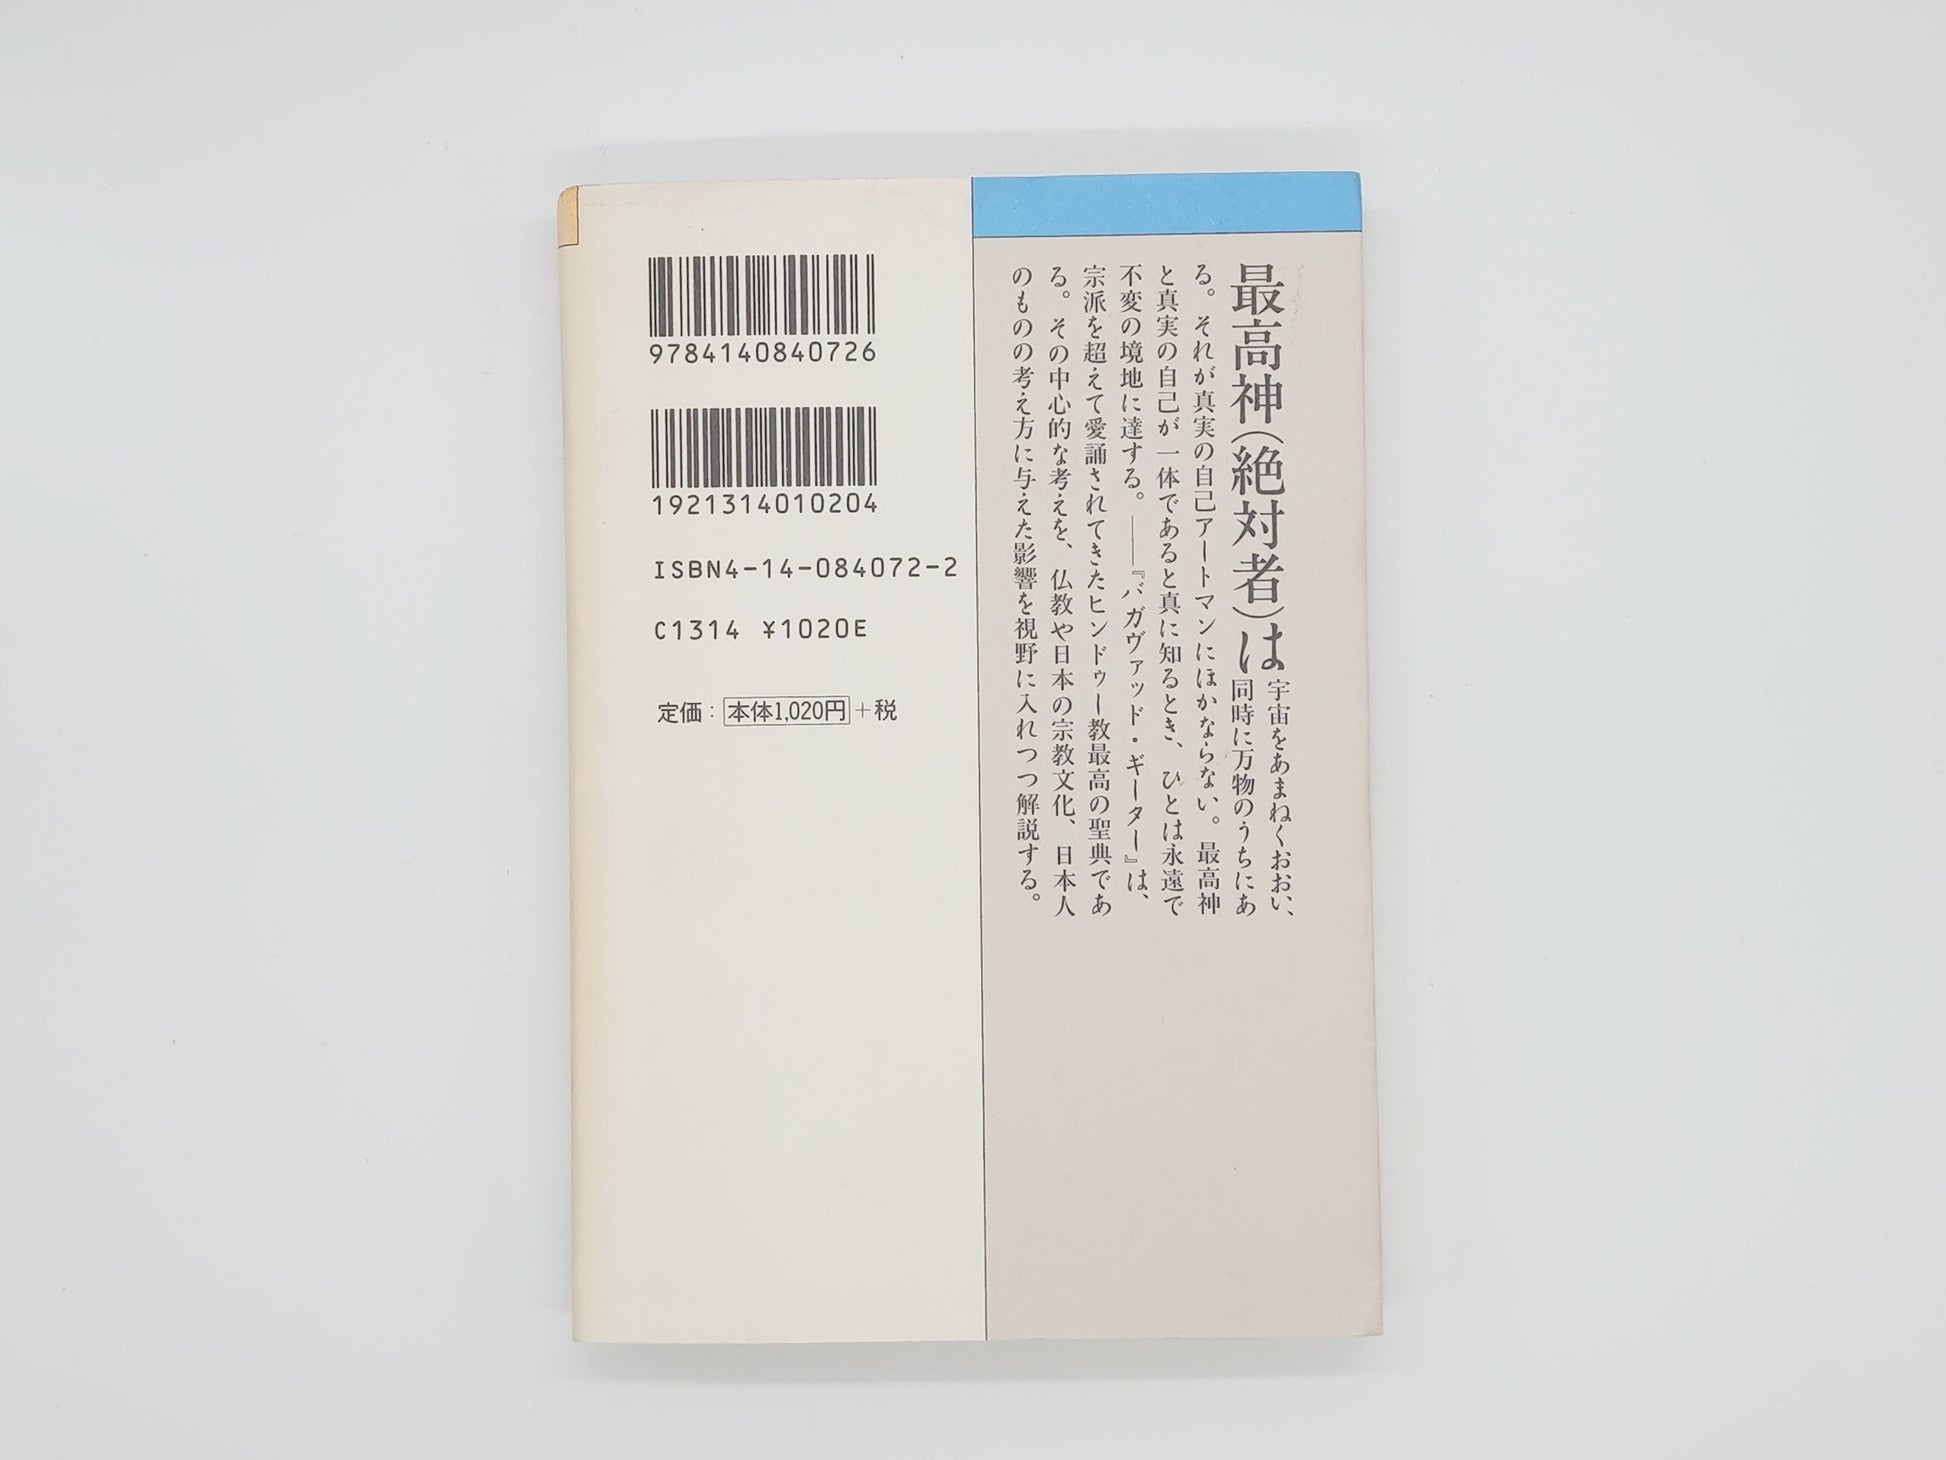 最高神(絶対者)は
宇宙をあまねくおおい、
同時に万物のうちにあ
る。それが真実の自己アートマンにほかならない。最高神
と真実の自己が一体であると真に知るとき、ひとは永遠で
不変の境地に達する。――『バガヴァッド・ギーター』は、
宗派を超えて愛誦されてきたヒンドゥー教最高の聖典であ
る。その中心的な考えを、仏教や日本の宗教文化、日本人
のものの考え方に与えた影響を視野に入れつつ解説する。
9784140840726
1921314010204
ISBN4-14-084072-2
C1314 ¥1020E
定価：本体1,020円+税